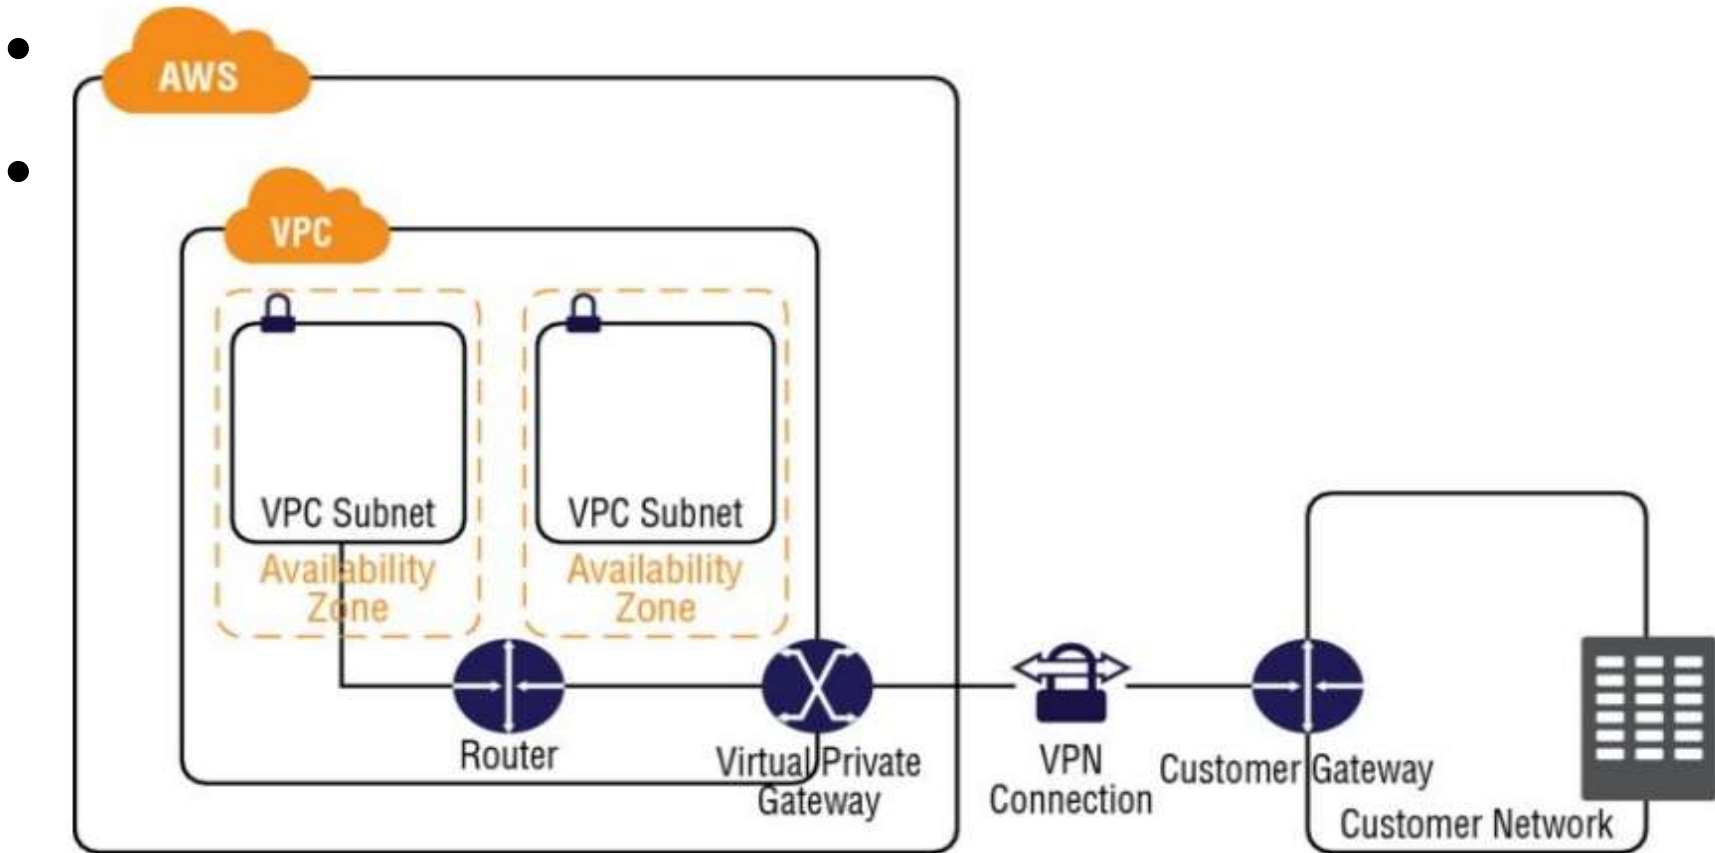 AWS
VPC
VPC Subnet
VPC Subnet
Availability
Zone
Availability
Zone
Router
Virtual Private
Gateway
VPN
Connection
Customer Gateway
Customer Network